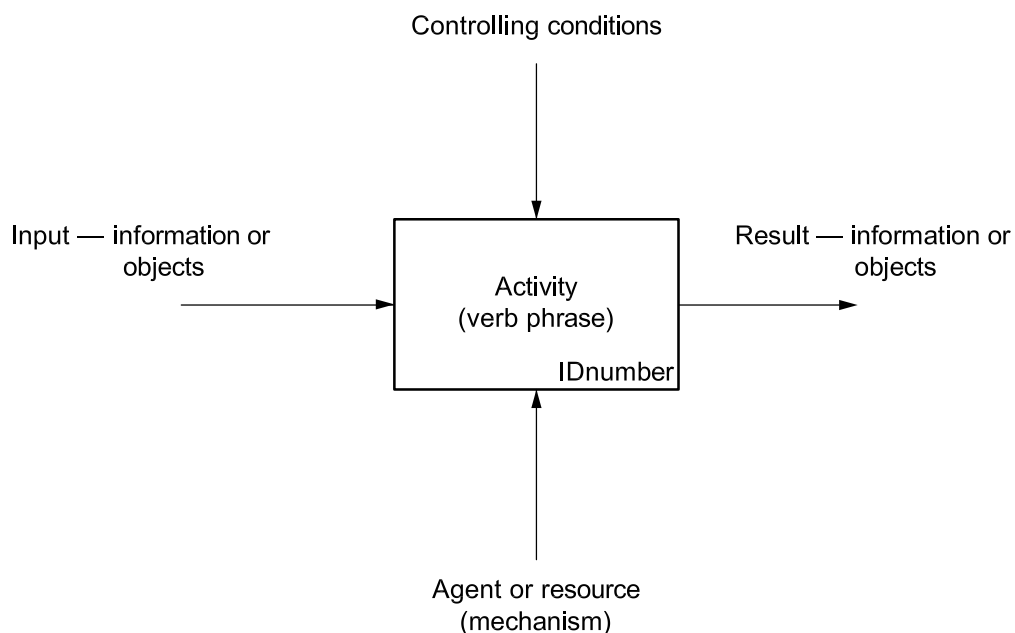 Controlling conditions
Input — information or
objects
Result — information or
objects
Activity
(verb phrase)
IDnumber
Agent or resource
(mechanism)